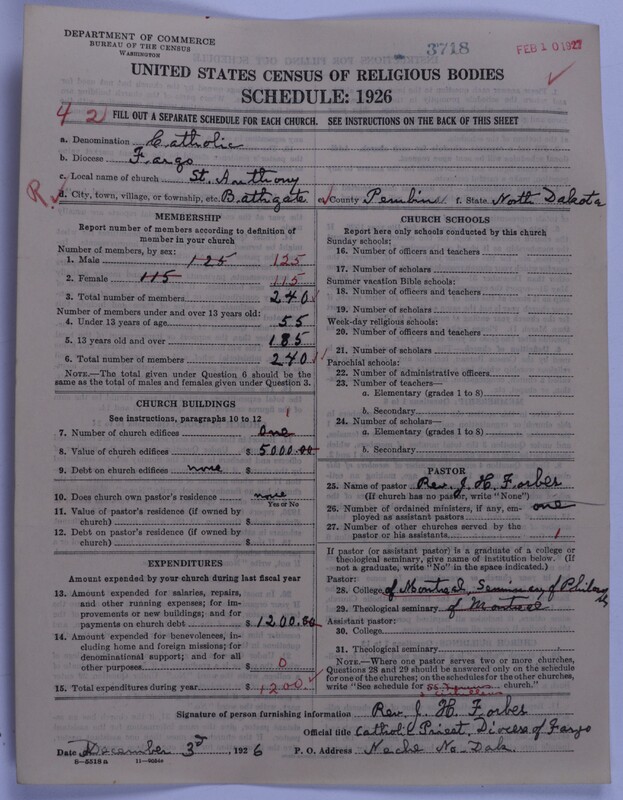 DEPARTMENT OF COMMERCE
BUREAU OF THE CENSUS
WASHINGTON
3718
FEB 10 1927
UNITED STATES CENSUS OF RELIGIOUS BODIES
SCHEDULE: 1926
4 2
FILL OUT A SEPARATE SCHEDULE FOR EACH CHURCH. SEE INSTRUCTIONS ON THE BACK OF THIS SHEET
a. Denomination Catholic
b. Diocese Fargo
c. Local name of church St. Anthony
R
d. City, town, village, or township, etc. Bathgate e. County Pembina f. State North Dakota
MEMBERSHIP
Report number of members according to definition of
member in your church
Number of members, by sex:
1. Male 125 125
2. Female 115 115
3. Total number of members 240
Number of members under and over 13 years old:
4. Under 13 years of age 55
5. 13 years old and over 185
6. Total number of members 240
NOTE.—The total given under Question 6 should be the
same as the total of males and females given under Question 3.
CHURCH BUILDINGS
See instructions, paragraphs 10 to 12
1
7. Number of church edifices One
8. Value of church edifices $ 5000.00
9. Debt on church edifices none $
10. Does church own pastor's residence none
Yes or No
11. Value of pastor's residence (if owned by
church) $
12. Debt on pastor's residence (if owned by
church) $
EXPENDITURES
Amount expended by your church during last fiscal year
13. Amount expended for salaries, repairs,
and other running expenses; for im-
provements or new buildings; and for
payments on church debt $ 1200.00
14. Amount expended for benevolences, in-
cluding home and foreign missions; for
denominational support; and for all
other purposes $ 0
15. Total expenditures during year $ 1200
CHURCH SCHOOLS
Report here only schools conducted by this church
Sunday schools:
16. Number of officers and teachers
17. Number of scholars
Summer vacation Bible schools:
18. Number of officers and teachers
19. Number of scholars
Week-day religious schools:
20. Number of officers and teachers
21. Number of scholars
Parochial schools:
22. Number of administrative officers
23. Number of teachers—
a. Elementary (grades 1 to 8)
b. Secondary
24. Number of scholars—
a. Elementary (grades 1 to 8)
b. Secondary
PASTOR
25. Name of pastor Rev. J. H. Forbes
(If church has no pastor, write "None")
26. Number of ordained ministers, if any, em-
ployed as assistant pastors one
27. Number of other churches served by the
pastor or his assistants 1
If pastor (or assistant pastor) is a graduate of a college or
theological seminary, give name of institution below. (If
not a graduate, write "No" in the space indicated.)
Pastor:
28. College of Montreal, Seminary of
29. Theological seminary of Montreal
Assistant pastor:
30. College
31. Theological seminary
NOTE.—Where one pastor serves two or more churches,
Questions 28 and 29 should be answered only on the schedule
for one of the churches; on the schedules for the other churches,
write "See schedule for church."
Signature of person furnishing information Rev. J. H. Forbes
Official title Catholic Priest, Diocese of Fargo
Date December 3rd, 1926 P. O. Address Neche No. Dak.
8—5518a 11—9024a